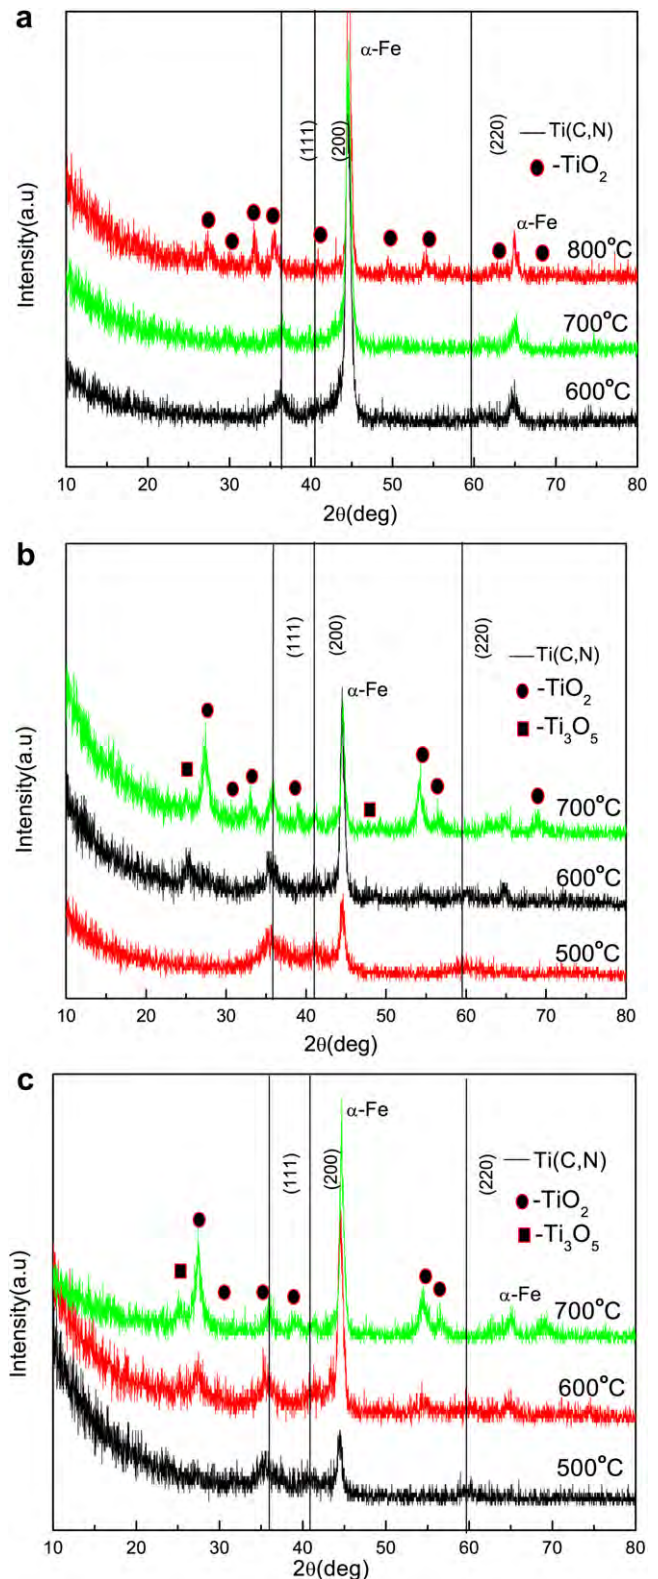 a
α-Fe
(111)
(200)
(220)
Ti(C,N)
-TiO2
α-Fe
800°C
700°C
600°C
Intensity(a.u)
10 20 30 40 50 60 70 80
2θ(deg)
b
(111)
(200)
(220)
Ti(C,N)
-TiO2
-Ti3O5
α-Fe
700°C
600°C
500°C
Intensity(a.u)
10 20 30 40 50 60 70 80
2θ(deg)
c
α-Fe
(111)
(200)
(220)
Ti(C,N)
-TiO2
-Ti3O5
α-Fe
700°C
600°C
500°C
Intensity(a.u)
10 20 30 40 50 60 70 80
2θ(deg)